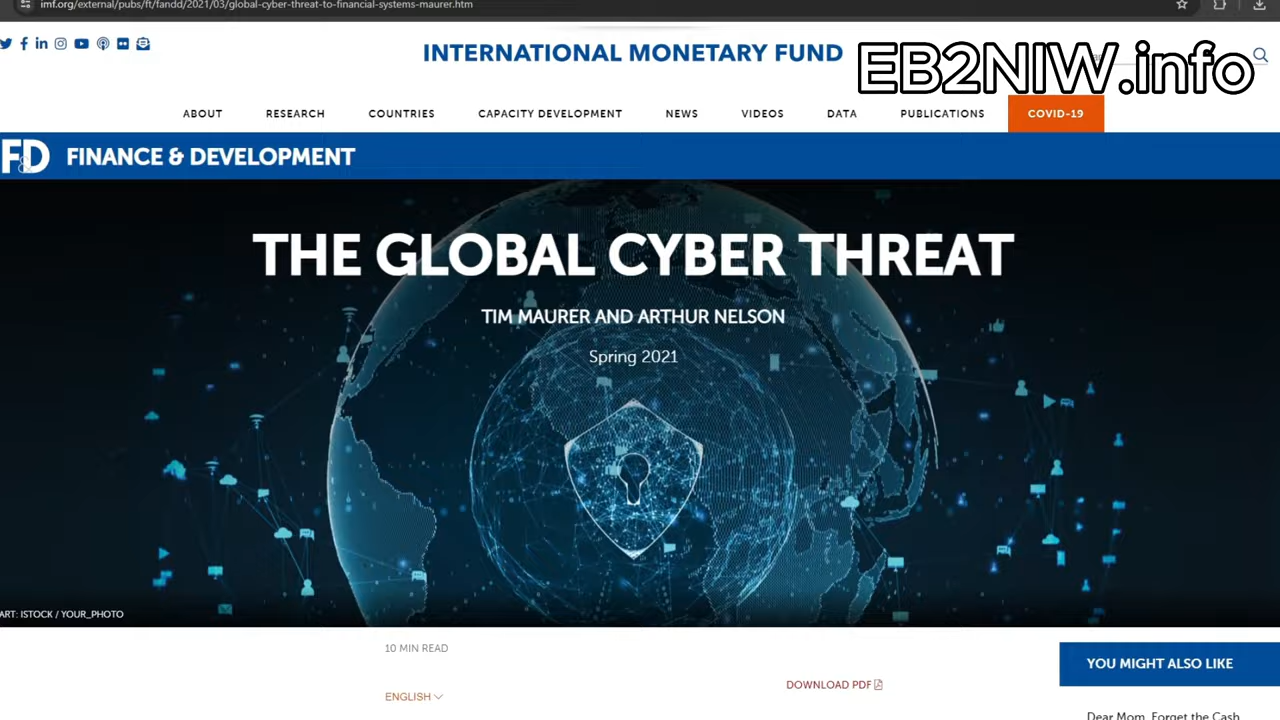 imf.org/external/pubs/ft/fandd/2021/03/global-cyber-threat-to-financial-systems-maurer.htm
INTERNATIONAL MONETARY FUND
EB2NIW.info
ABOUT RESEARCH COUNTRIES CAPACITY DEVELOPMENT NEWS VIDEOS DATA PUBLICATIONS COVID-19
F&D FINANCE & DEVELOPMENT
THE GLOBAL CYBER THREAT
TIM MAURER AND ARTHUR NELSON
Spring 2021
ART: ISTOCK / YOUR_PHOTO
10 MIN READ
YOU MIGHT ALSO LIKE
DOWNLOAD PDF
ENGLISH
Dear Mom, Forget the Cash